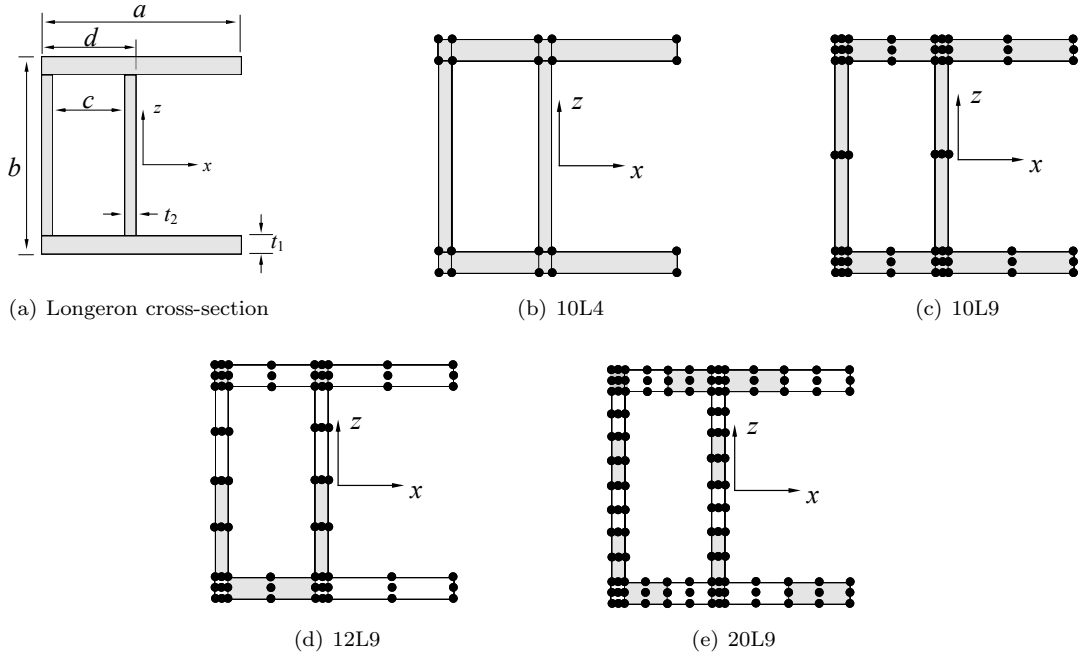 a
d
c
z
b
x
t₂
t₁
(a) Longeron cross-section
z
x
(b) 10L4
z
x
(c) 10L9
z
x
(d) 12L9
z
x
(e) 20L9